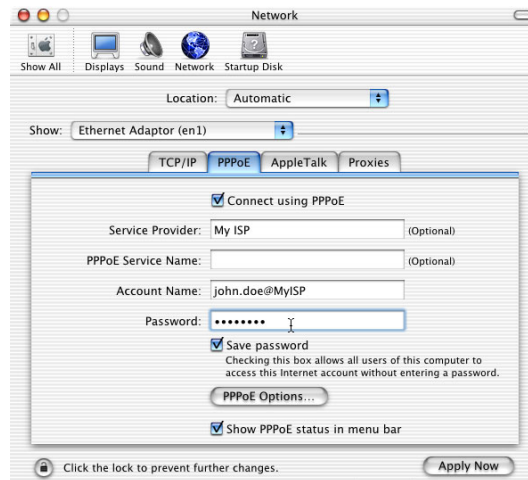 Network
Show All Displays Sound Network Startup Disk
Location: Automatic
Show: Ethernet Adaptor (en1)
TCP/IP PPPoE AppleTalk Proxies
Connect using PPPoE
Service Provider: My ISP (Optional)
PPPoE Service Name: (Optional)
Account Name: john.doe@MyISP
Password: ••••••••
Save password
Checking this box allows all users of this computer to
access this Internet account without entering a password.
PPPoE Options...
Show PPPoE status in menu bar
Click the lock to prevent further changes. Apply Now